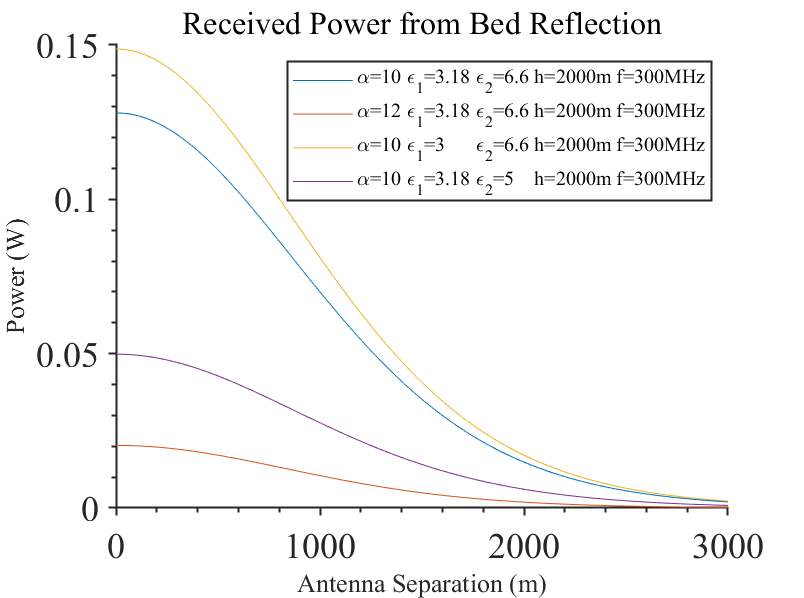 Received Power from Bed Reflection
0.15
0.1
0.05
0
Power (W)
α=10 ϵ1=3.18 ϵ2=6.6 h=2000m f=300MHz
α=12 ϵ1=3.18 ϵ2=6.6 h=2000m f=300MHz
α=10 ϵ1=3 ϵ2=6.6 h=2000m f=300MHz
α=10 ϵ1=3.18 ϵ2=5 h=2000m f=300MHz
0 1000 2000 3000
Antenna Separation (m)